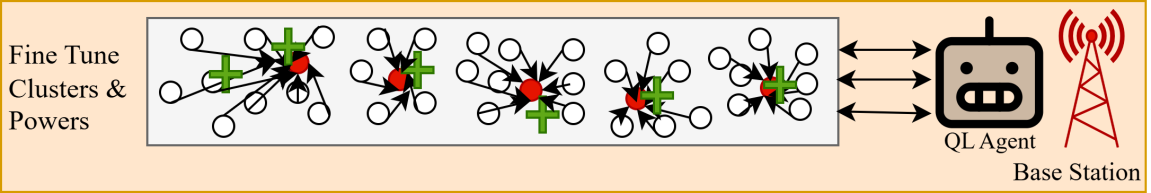 Fine Tune
Clusters &
Powers
QL Agent
Base Station